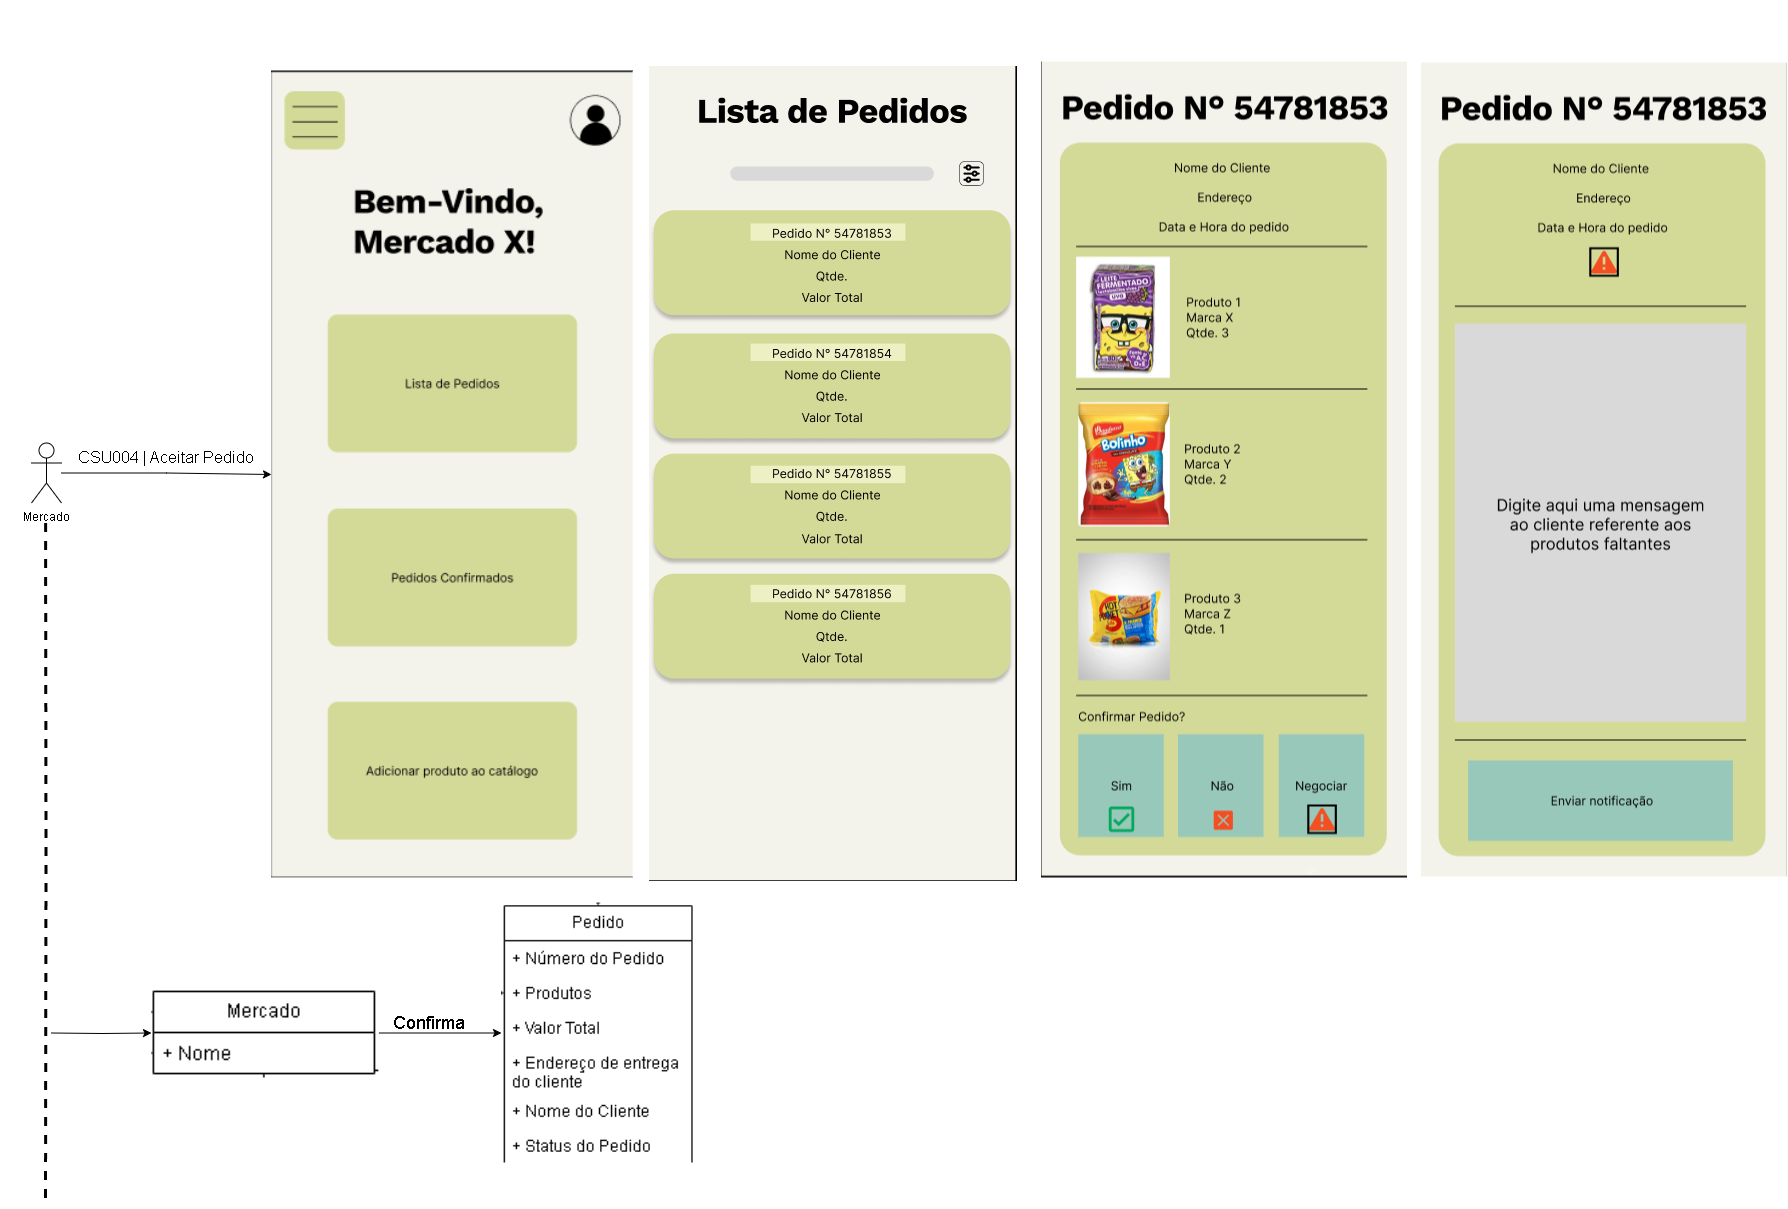 CSU004 | Aceitar Pedido
Mercado
Bem-Vindo,
Mercado X!
Lista de Pedidos
Pedidos Confirmados
Adicionar produto ao catálogo
Lista de Pedidos
Pedido N° 54781853
Nome do Cliente
Qtde.
Valor Total
Pedido N° 54781854
Nome do Cliente
Qtde.
Valor Total
Pedido N° 54781855
Nome do Cliente
Qtde.
Valor Total
Pedido N° 54781856
Nome do Cliente
Qtde.
Valor Total
Pedido N° 54781853
Nome do Cliente
Endereço
Data e Hora do pedido
LEITE
FERMENTADO
UVA
Produto 1
Marca X
Qtde. 3
Bauducco
Bolinho
Produto 2
Marca Y
Qtde. 2
HOT
Produto 3
Marca Z
Qtde. 1
Confirmar Pedido?
Sim
Não
Negociar
Pedido N° 54781853
Nome do Cliente
Endereço
Data e Hora do pedido
Digite aqui uma mensagem
ao cliente referente aos
produtos faltantes
Enviar notificação
Mercado
+ Nome
Confirma
Pedido
+ Número do Pedido
+ Produtos
+ Valor Total
+ Endereço de entrega
do cliente
+ Nome do Cliente
+ Status do Pedido